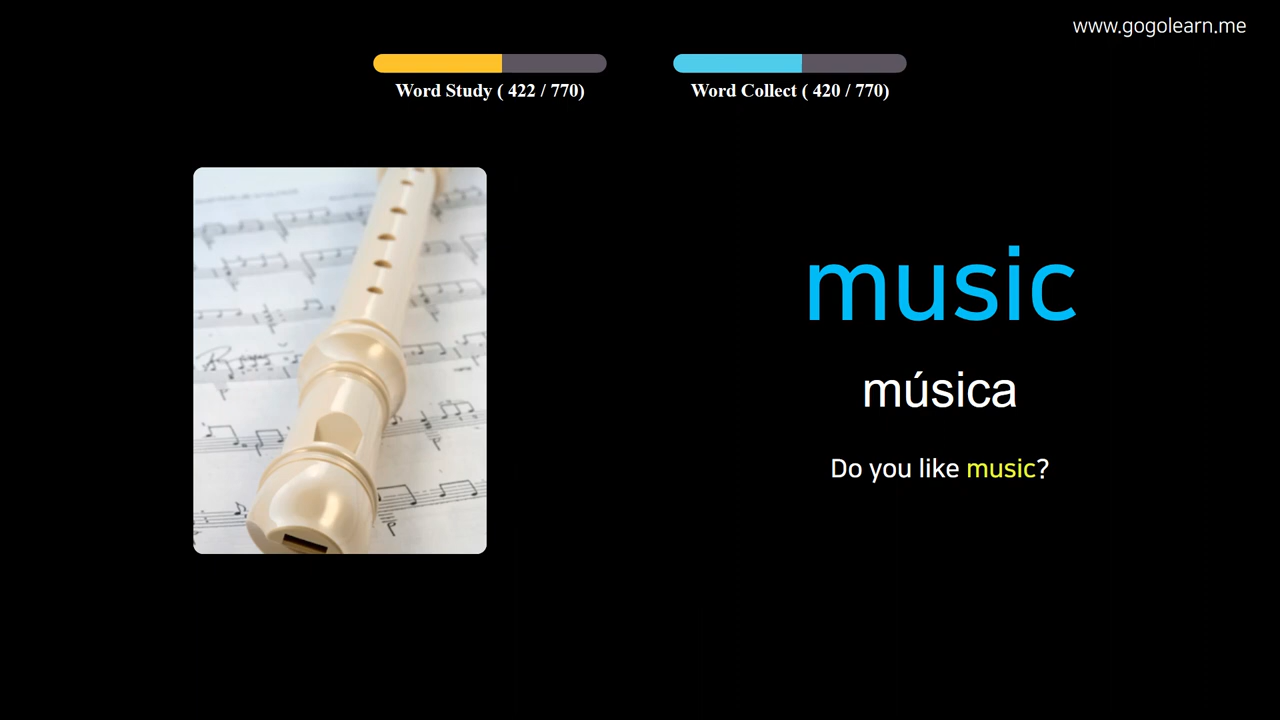 www.gogolearn.me
Word Study ( 422 / 770)
Word Collect ( 420 / 770)
music
música
Do you like music?